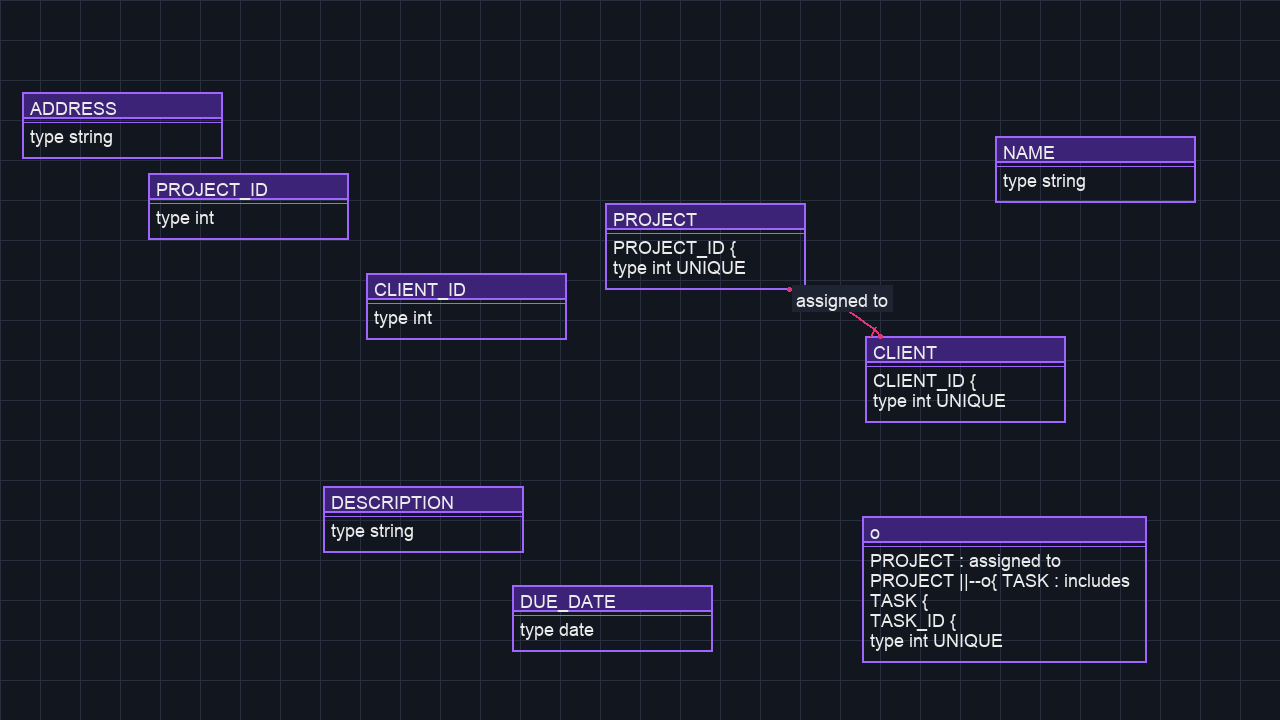 ADDRESS
type string
PROJECT_ID
type int
NAME
type string
PROJECT
PROJECT_ID {
type int UNIQUE
CLIENT_ID
type int
assigned to
CLIENT
CLIENT_ID {
type int UNIQUE
DESCRIPTION
type string
o
PROJECT : assigned to
PROJECT ||--o{ TASK : includes
TASK {
TASK_ID {
type int UNIQUE
DUE_DATE
type date